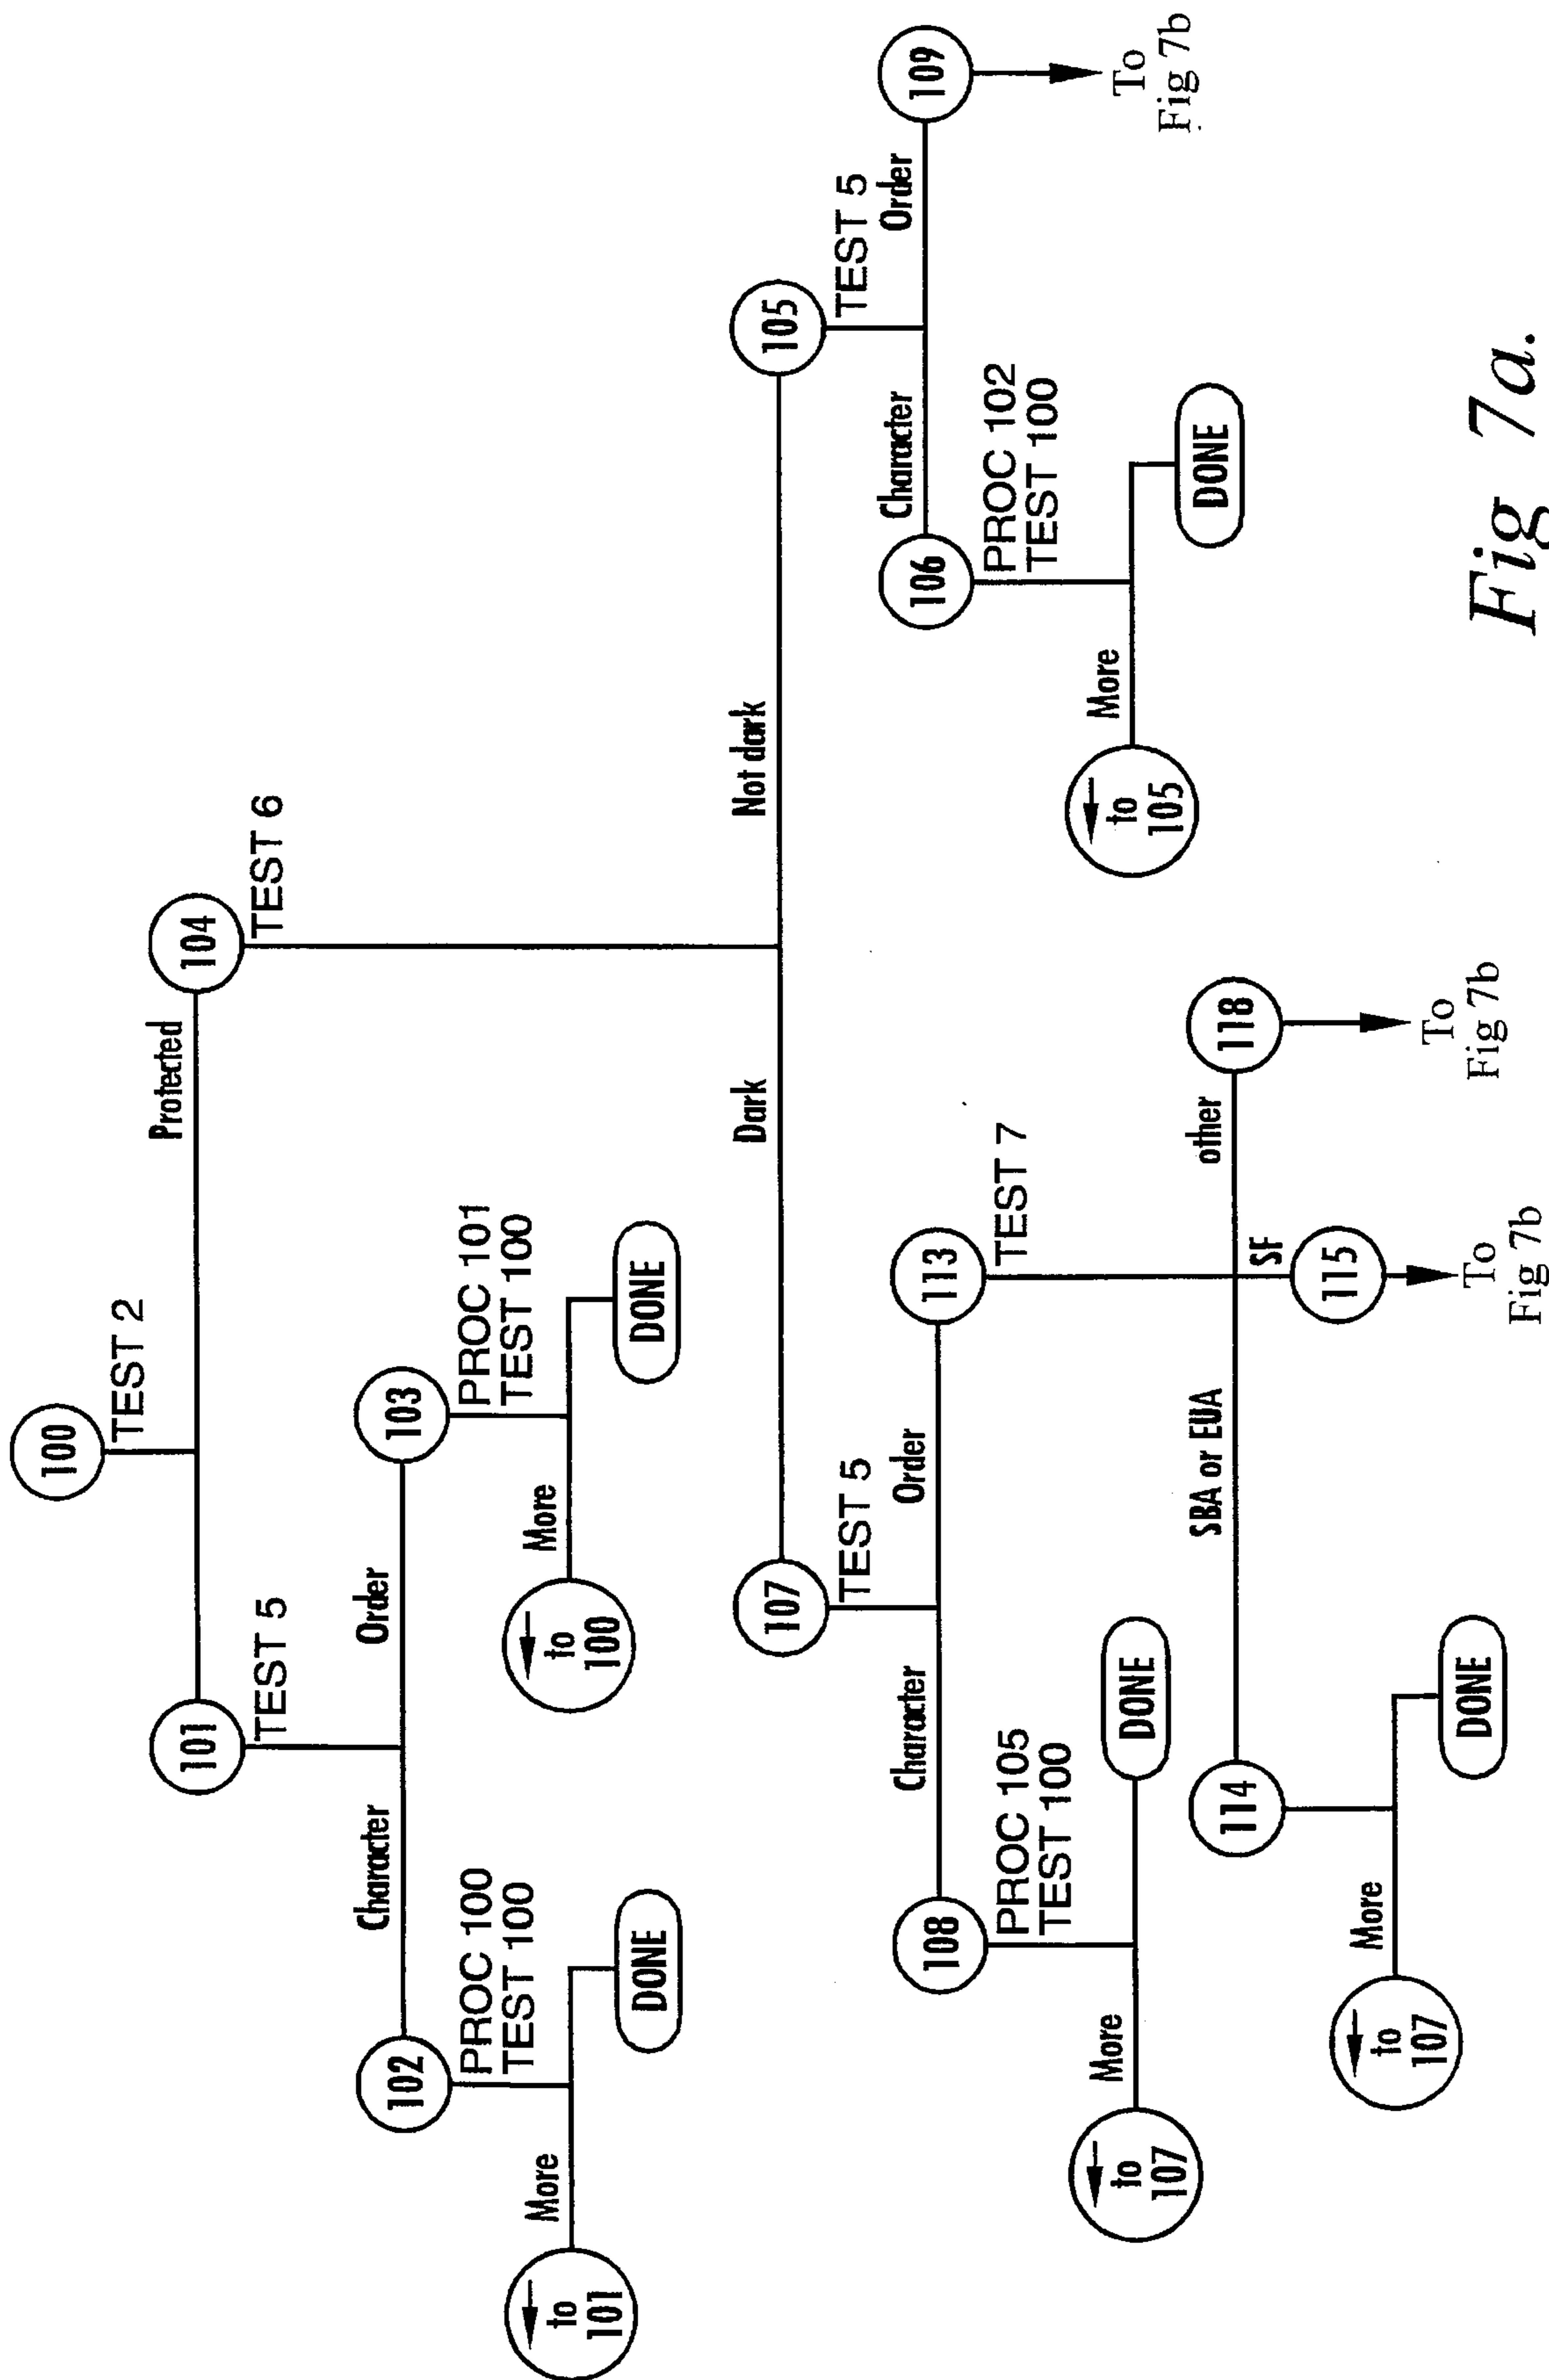 100
TEST 2
Protected
101
TEST 5
104
TEST 6
Character
Order
102
PROC 100
TEST 100
103
PROC 101
TEST 100
More
DONE
More
DONE
to
101
to
100
Dark
Not dark
107
TEST 5
105
TEST 5
Character
Order
Character
Order
108
PROC 105
TEST 100
113
TEST 7
106
PROC 102
TEST 100
109
To
Fig 7b
More
DONE
More
DONE
to
107
to
105
SBA or EUA
SF
other
114
115
118
More
DONE
To
Fig 7b
To
Fig 7b
to
107
Fig 7a.